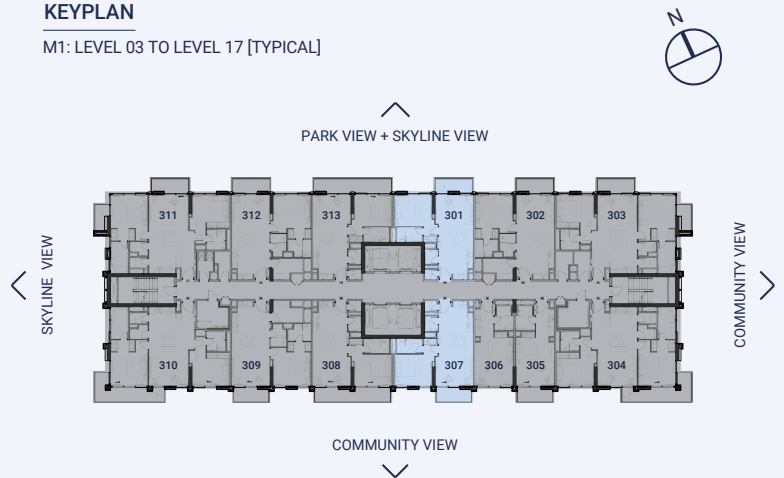 KEYPLAN
M1: LEVEL 03 TO LEVEL 17 [TYPICAL]
N
PARK VIEW + SKYLINE VIEW
311 312 313 301 302 303
SKYLINE VIEW
COMMUNITY VIEW
310 309 308 307 306 305 304
COMMUNITY VIEW